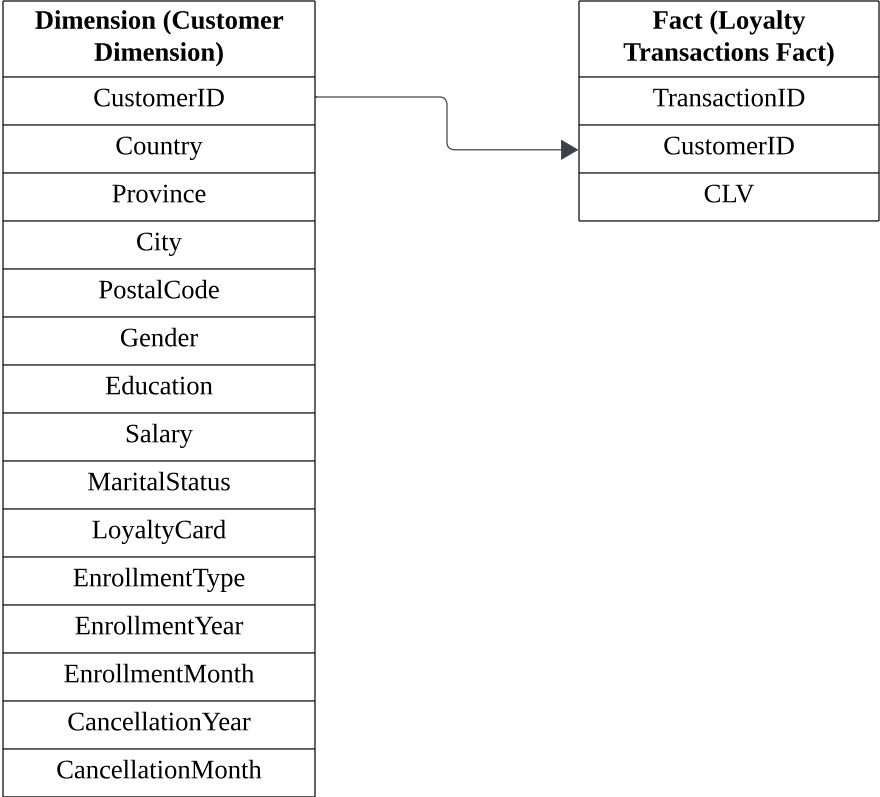 Dimension (Customer
Dimension)
CustomerID
Country
Province
City
PostalCode
Gender
Education
Salary
MaritalStatus
LoyaltyCard
EnrollmentType
EnrollmentYear
EnrollmentMonth
CancellationYear
CancellationMonth
Fact (Loyalty
Transactions Fact)
TransactionID
CustomerID
CLV